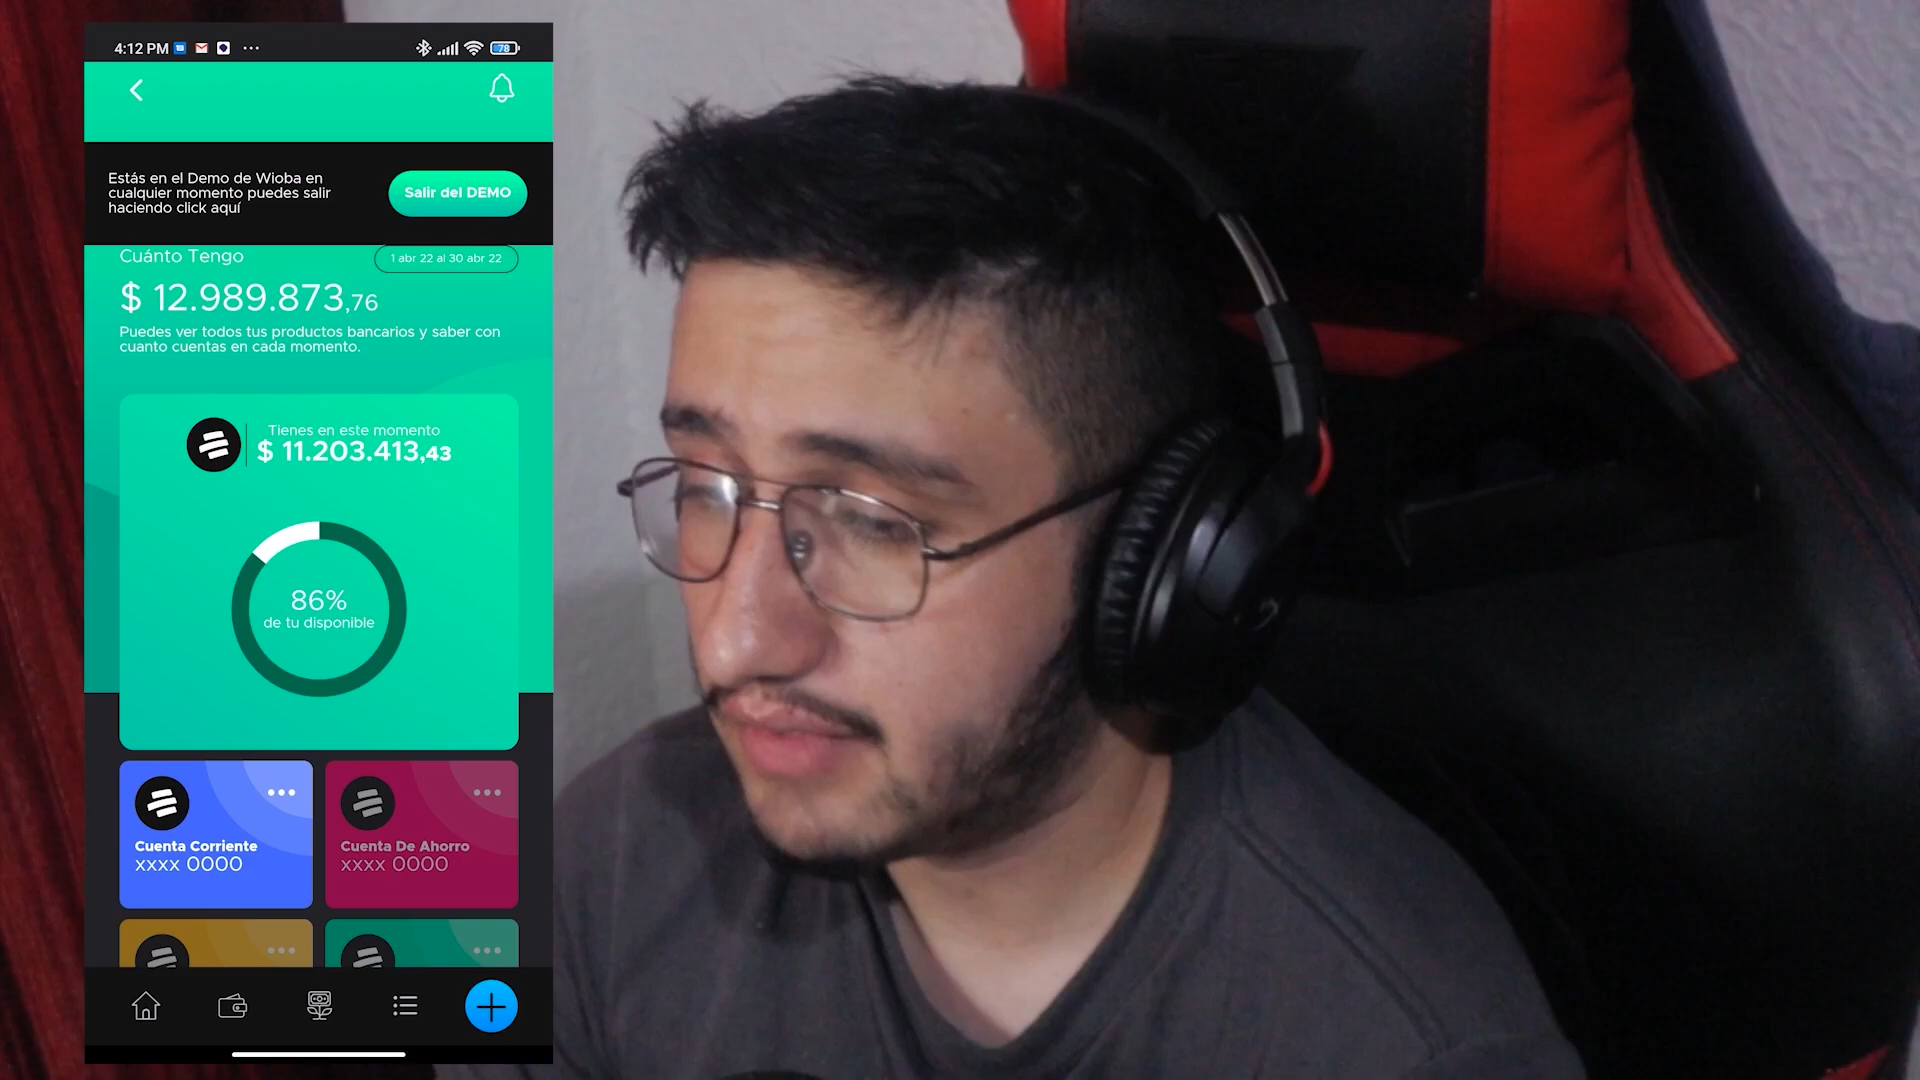 4:12 PM
78
Estás en el Demo de Wioba en
cualquier momento puedes salir
haciendo click aquí
Salir del DEMO
Cuánto Tengo
1 abr 22 al 30 abr 22
$ 12.989.873,76
Puedes ver todos tus productos bancarios y saber con
cuanto cuentas en cada momento.
Tienes en este momento
$ 11.203.413,43
86%
de tu disponible
Cuenta Corriente
xxxx 0000
Cuenta De Ahorro
xxxx 0000